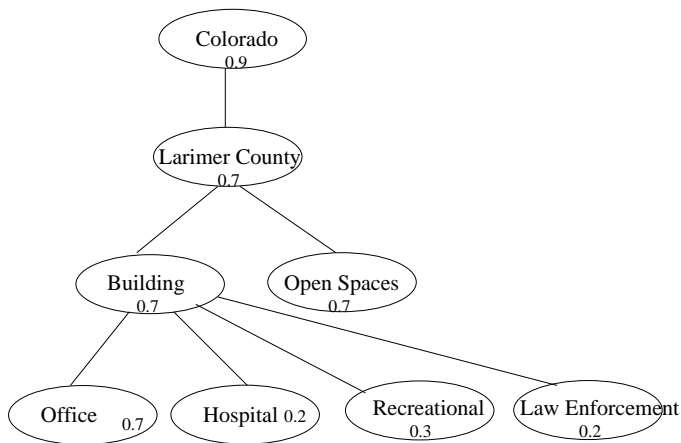 Colorado
0.9
Larimer County
0.7
Building
0.7
Open Spaces
0.7
Office 0.7
Hospital 0.2
Recreational
0.3
Law Enforcement
0.2